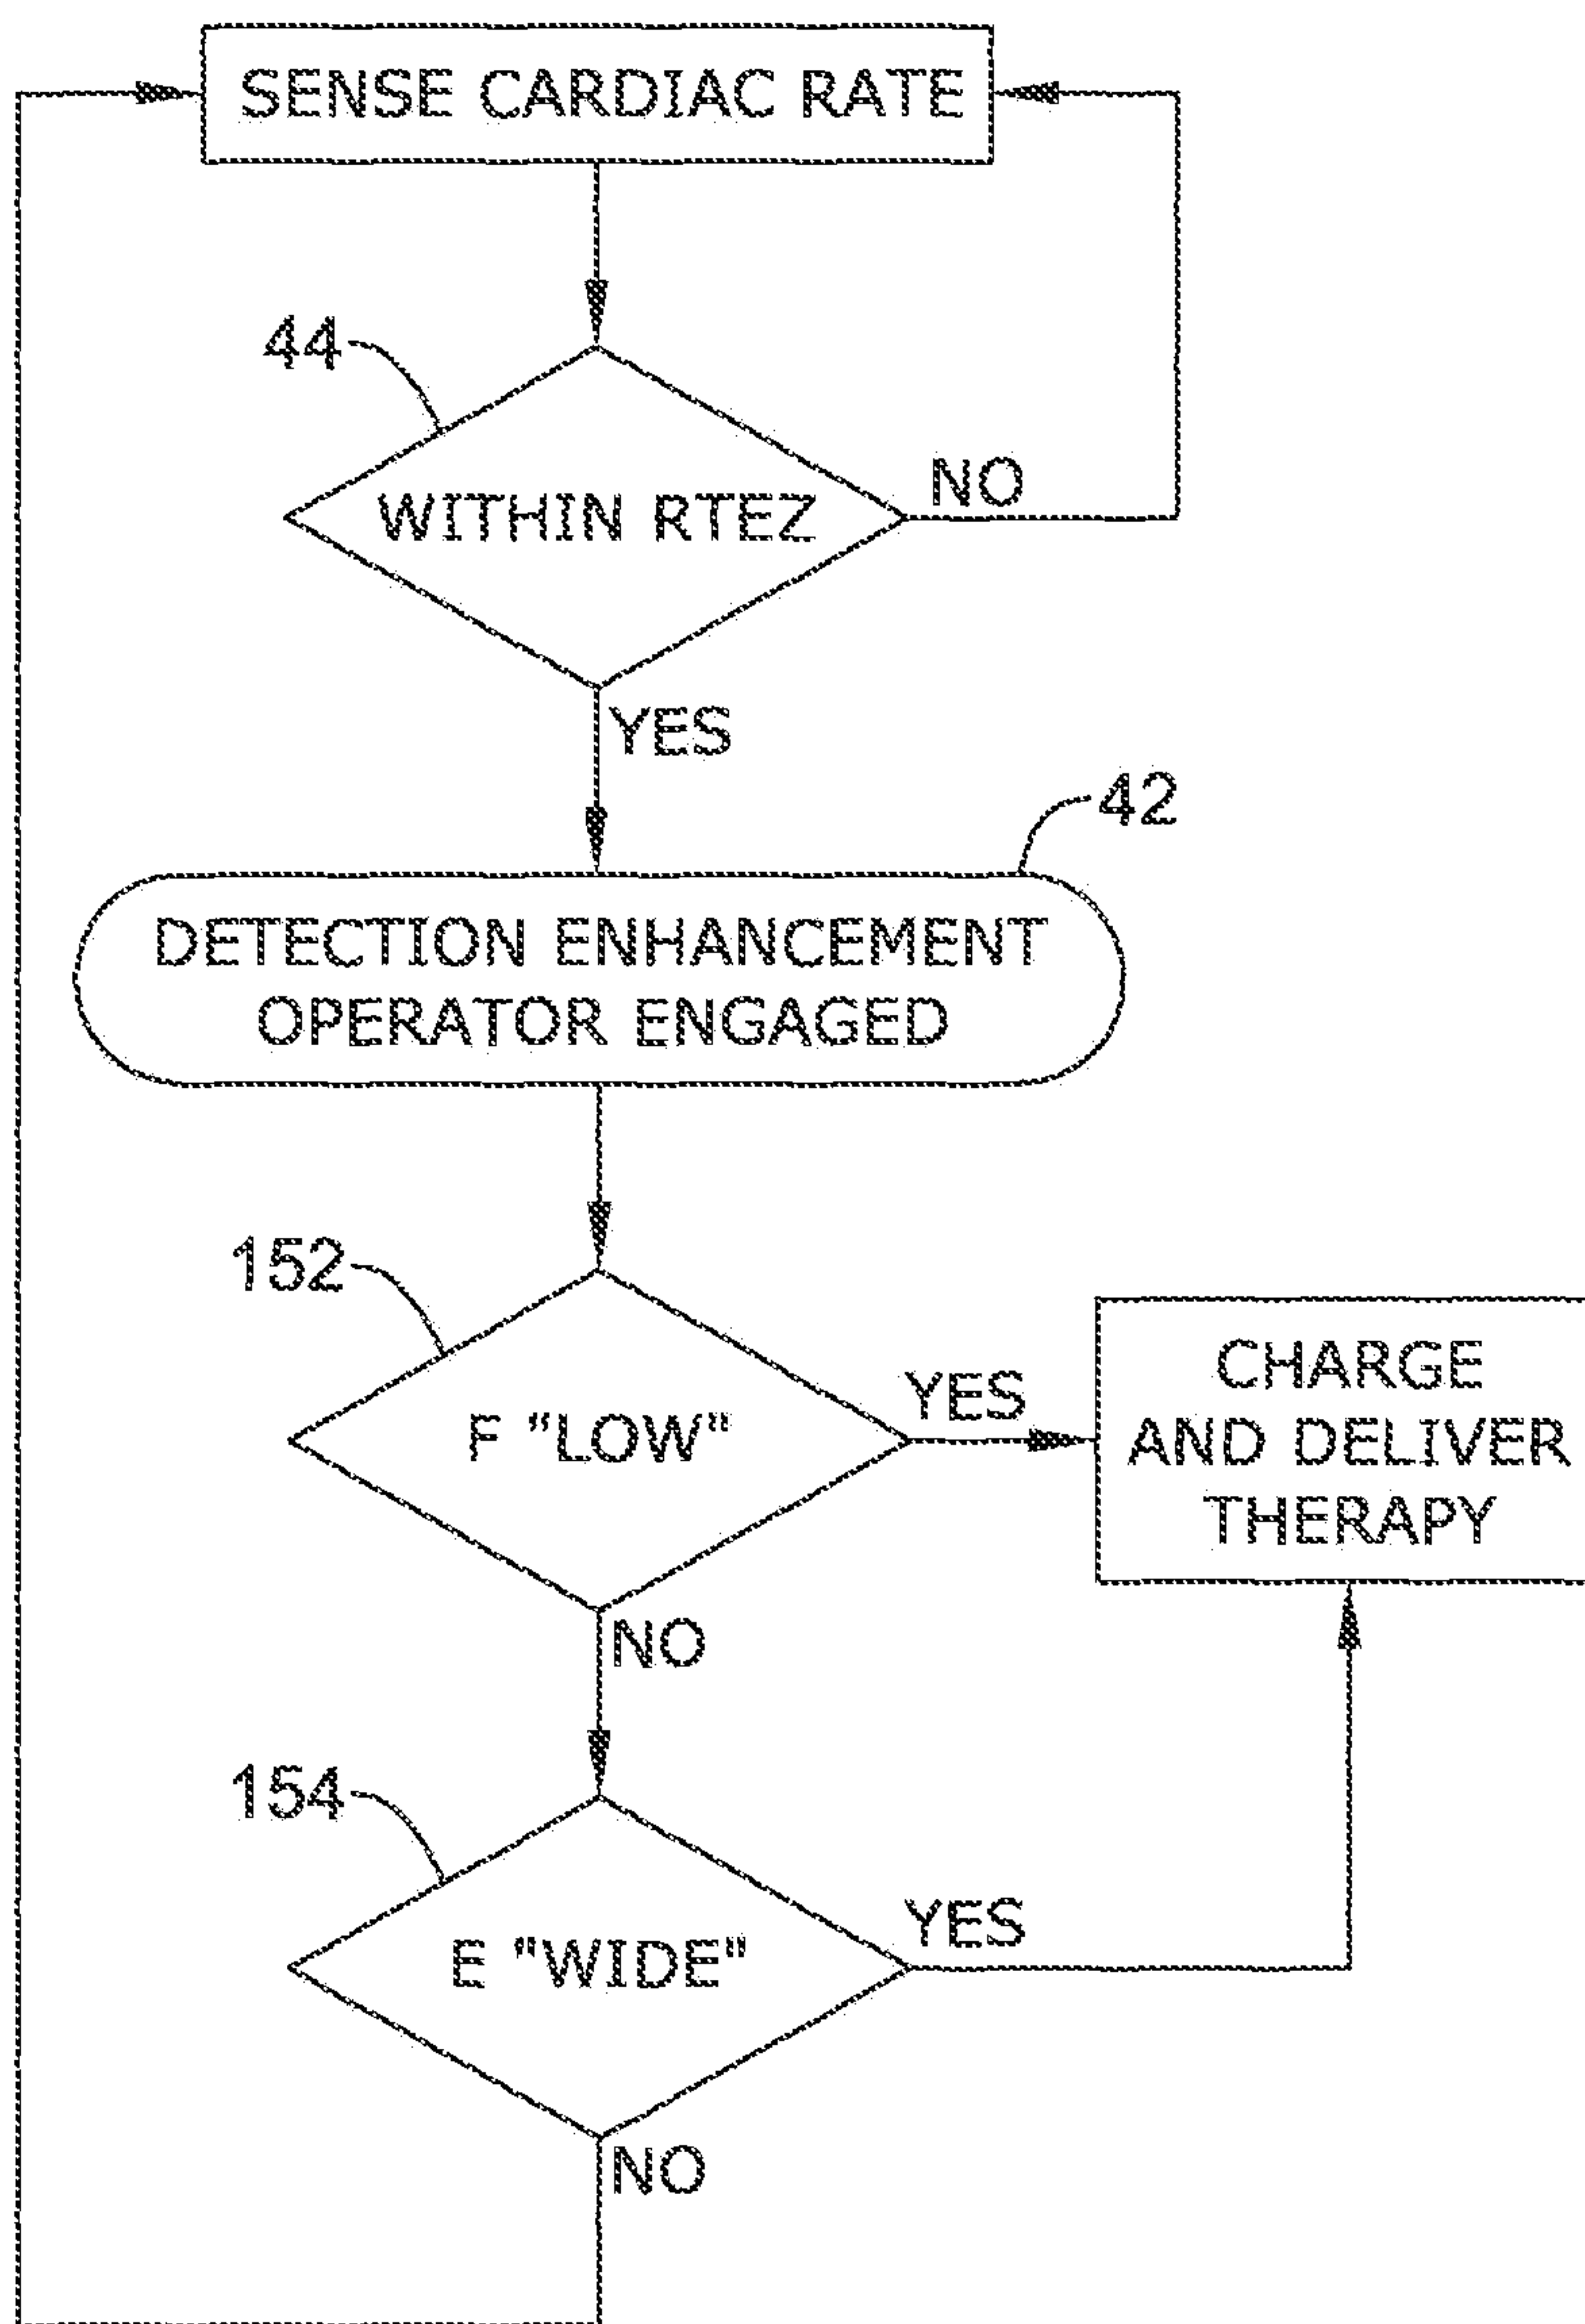 SENSE CARDIAC RATE
44
WITHIN RTEZ
NO
YES
42
DETECTION ENHANCEMENT
OPERATOR ENGAGED
152
F "LOW"
YES
CHARGE
AND DELIVER
THERAPY
NO
154
E "WIDE"
YES
NO